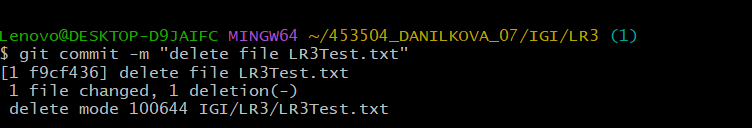 Lenovo@DESKTOP-D9JAIFC MINGW64 ~/453504_DANILKOVA_07/IGI/LR3 (1)
$ git commit -m "delete file LR3Test.txt"
[1 f9cf436] delete file LR3Test.txt
 1 file changed, 1 deletion(-)
 delete mode 100644 IGI/LR3/LR3Test.txt